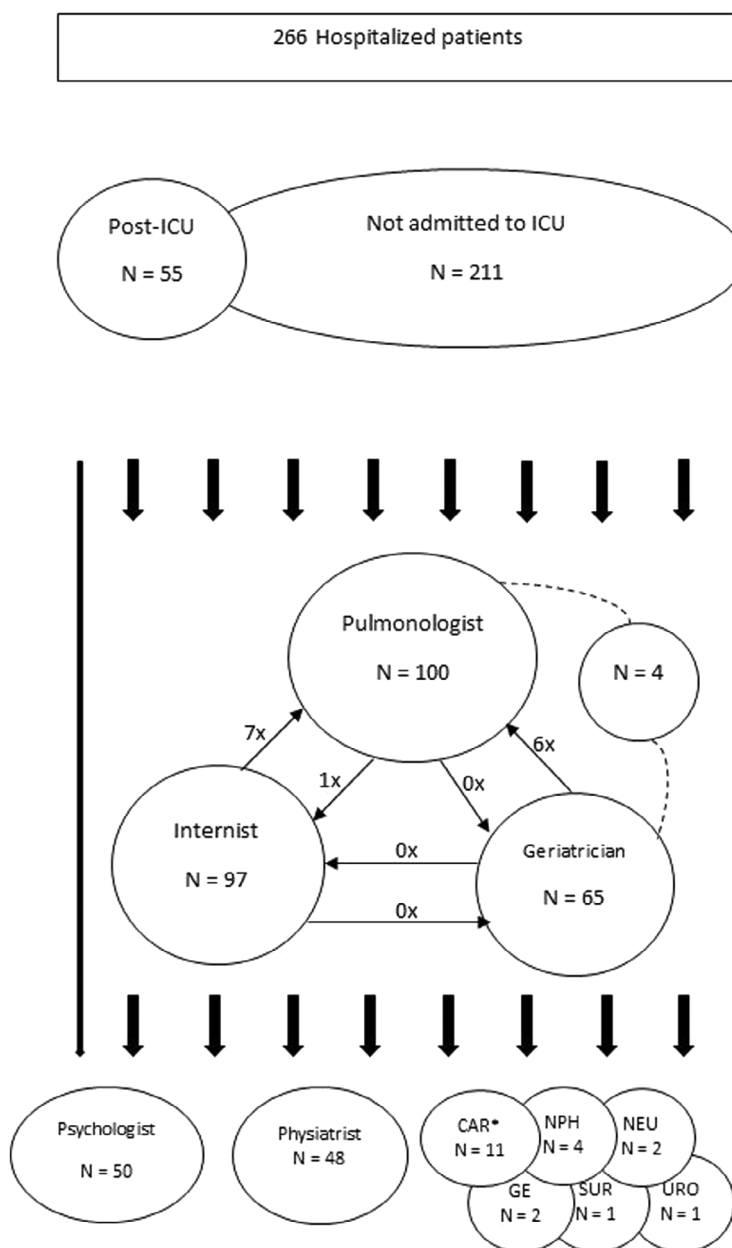 266 Hospitalized patients
Post-ICU
N = 55
Not admitted to ICU
N = 211
Pulmonologist
N = 100
N = 4
7x
6x
1x
0x
Internist
N = 97
0x
Geriatrician
N = 65
0x
Psychologist
N = 50
Physiatrist
N = 48
CAR*
N = 11
NPH
N = 4
NEU
N = 2
GE
N = 2
SUR
N = 1
URO
N = 1